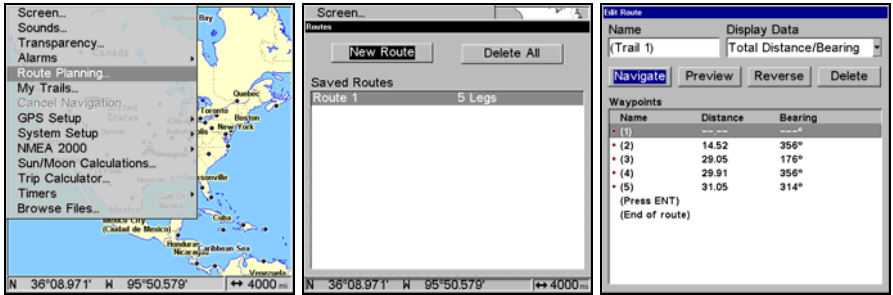 Screen...
Sounds...
Transparency...
Alarms
Route Planning...
My Trails...
Cancel Navigation...
GPS Setup
System Setup
NMEA 2000
Sun/Moon Calculations...
Trip Calculator...
Timers
Browse Files...
Bay
Canada
Quebec
Toronto
Boston
New York
Mexico City
(Ciudad de Mexico)
Cuba
Honduras
Nicaragua
Caribbean Sea
Venezuela
N 36°08.971' W 95°50.579' ↔ 4000 mi
Screen...
Routes
New Route
Delete All
Saved Routes
Route 1 5 Legs
N 36°08.971' W 95°50.579' ↔ 4000 mi
Edit Route
Name Display Data
(Trail 1) Total Distance/Bearing
Navigate Preview Reverse Delete
Waypoints
Name Distance Bearing
(1) --.-- ---°
(2) 14.52 356°
(3) 29.05 176°
(4) 29.91 356°
(5) 31.05 314°
(Press ENT)
(End of route)